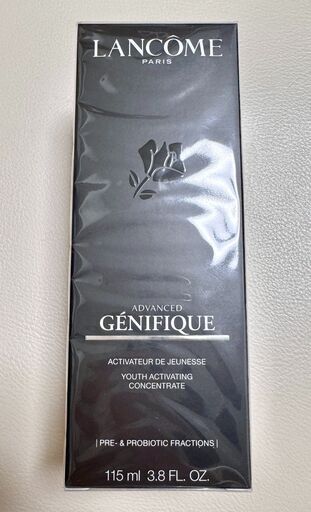 LANCÔME
PARIS
ADVANCED
GÉNIFIQUE
ACTIVATEUR DE JEUNESSE
YOUTH ACTIVATING
CONCENTRATE
| PRE- & PROBIOTIC FRACTIONS |
115 ml 3.8 FL. OZ.